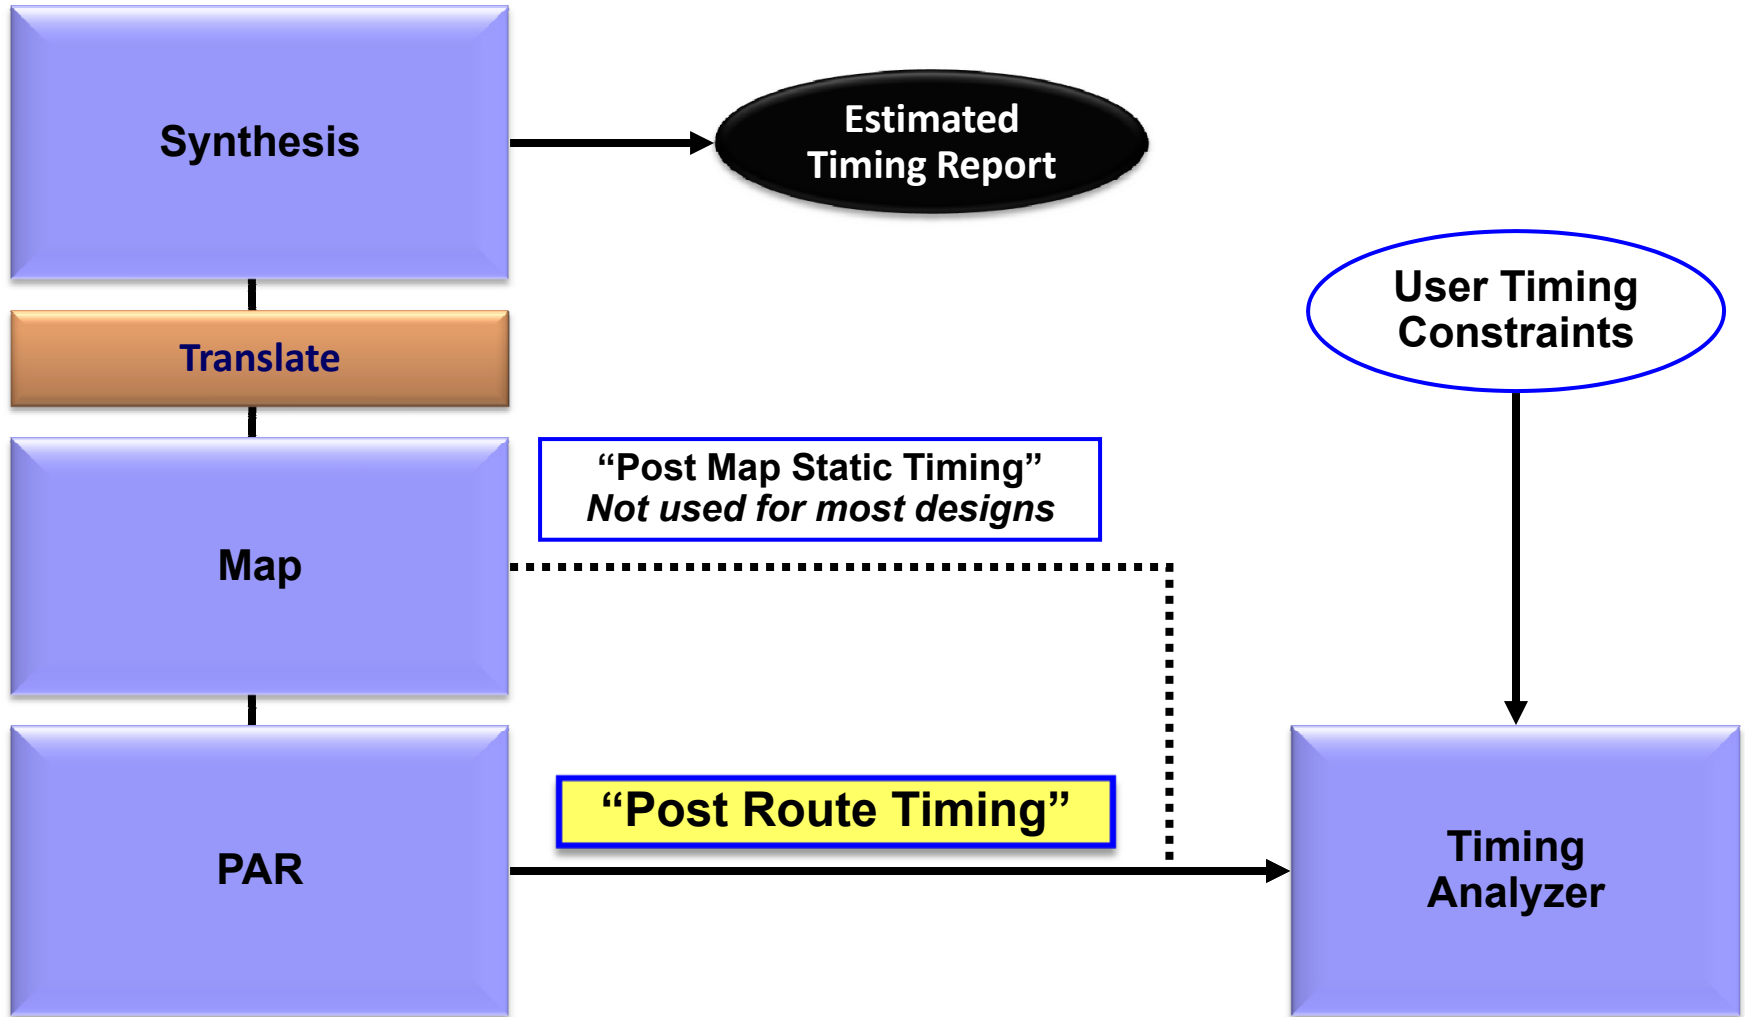 Synthesis
Estimated
Timing Report
User Timing
Constraints
Translate
“Post Map Static Timing”
Not used for most designs
Map
“Post Route Timing”
PAR
Timing
Analyzer